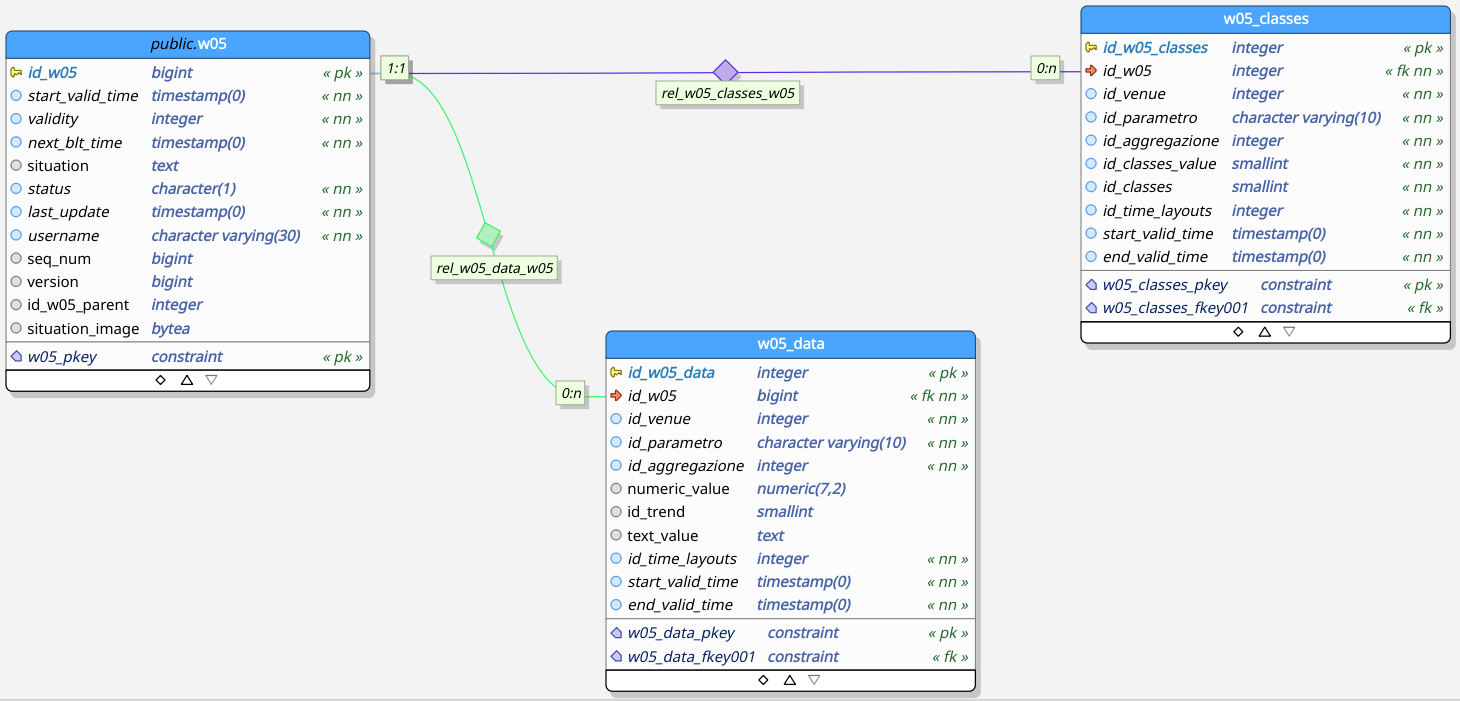 public.w05
id_w05 bigint « pk »
start_valid_time timestamp(0) « nn »
validity integer « nn »
next_blt_time timestamp(0) « nn »
situation text
status character(1) « nn »
last_update timestamp(0) « nn »
username character varying(30) « nn »
seq_num bigint
version bigint
id_w05_parent integer
situation_image bytea
w05_pkey constraint « pk »
1:1
rel_w05_classes_w05
0:n
w05_classes
id_w05_classes integer « pk »
id_w05 integer « fk nn »
id_venue integer « nn »
id_parametro character varying(10) « nn »
id_aggregazione integer « nn »
id_classes_value smallint « nn »
id_classes smallint « nn »
id_time_layouts integer « nn »
start_valid_time timestamp(0) « nn »
end_valid_time timestamp(0) « nn »
w05_classes_pkey constraint « pk »
w05_classes_fkey001 constraint « fk »
rel_w05_data_w05
0:n
w05_data
id_w05_data integer « pk »
id_w05 bigint « fk nn »
id_venue integer « nn »
id_parametro character varying(10) « nn »
id_aggregazione integer « nn »
numeric_value numeric(7,2)
id_trend smallint
text_value text
id_time_layouts integer « nn »
start_valid_time timestamp(0) « nn »
end_valid_time timestamp(0) « nn »
w05_data_pkey constraint « pk »
w05_data_fkey001 constraint « fk »